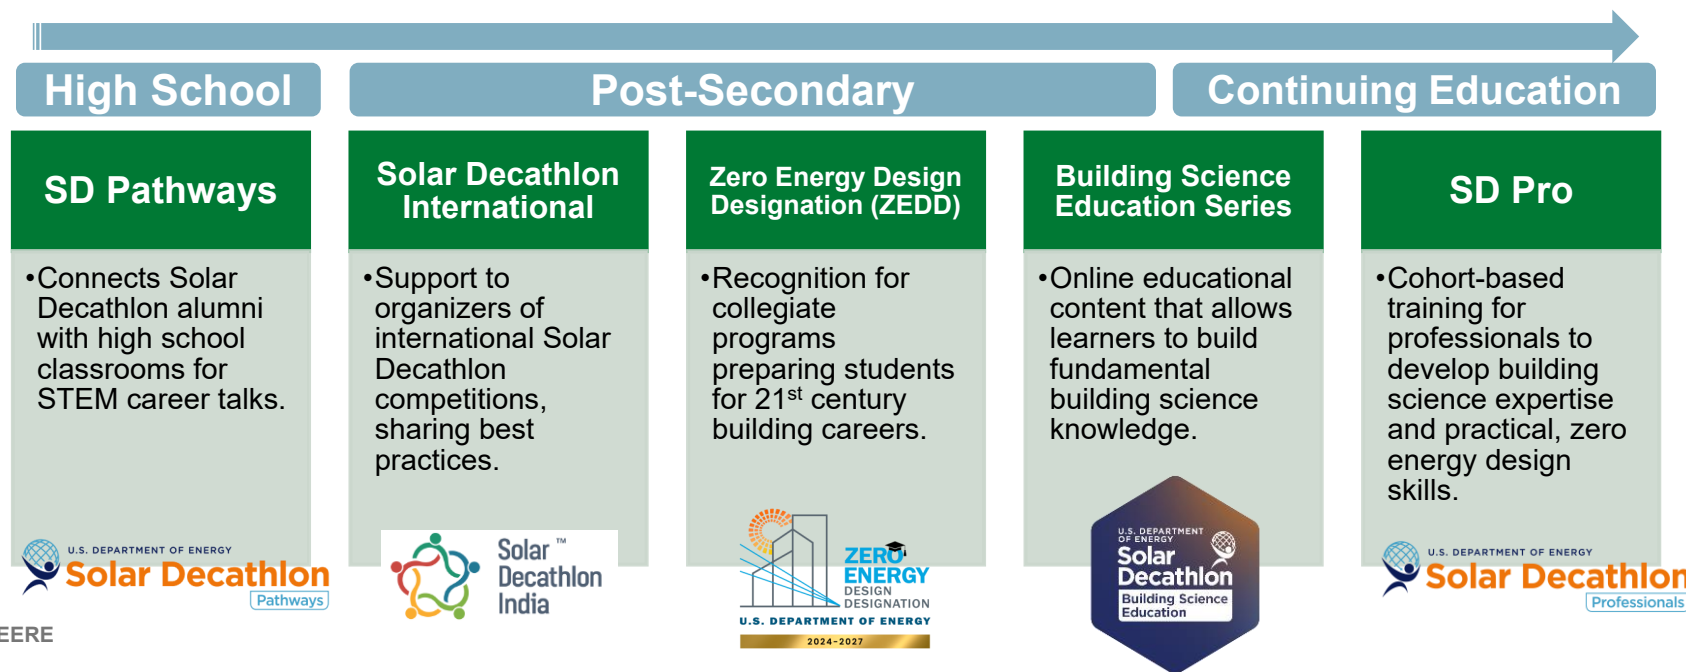 High School
Post-Secondary
Continuing Education
SD Pathways
•Connects Solar
Decathlon alumni
with high school
classrooms for
STEM career talks.
U.S. DEPARTMENT OF ENERGY
Solar Decathlon
Pathways
Solar Decathlon
International
•Support to
organizers of
international Solar
Decathlon
competitions,
sharing best
practices.
Solar™
Decathlon
India
Zero Energy Design
Designation (ZEDD)
•Recognition for
collegiate
programs
preparing students
for 21st century
building careers.
ZERO
ENERGY
DESIGN
DESIGNATION
U.S. DEPARTMENT OF ENERGY
2024-2027
Building Science
Education Series
•Online educational
content that allows
learners to build
fundamental
building science
knowledge.
U.S. DEPARTMENT
OF ENERGY
Solar
Decathlon
Building Science
Education
SD Pro
•Cohort-based
training for
professionals to
develop building
science expertise
and practical, zero
energy design
skills.
U.S. DEPARTMENT OF ENERGY
Solar Decathlon
Professionals
EERE